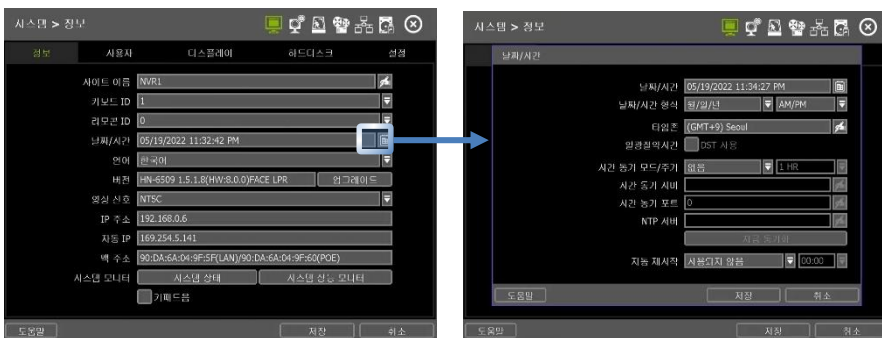 시스템 > 정보
정보 사용자 디스플레이 하드디스크 설정
사이트 이름 NVR1
키보드 ID 1
리모콘 ID 0
날짜/시간 05/19/2022 11:32:42 PM
언어 한국어
버전 HN-6509 1.5.1.8(HW:8.0.0)FACE LPR 업그레이드
영상 신호 NTSC
IP 주소 192.168.0.6
자동 IP 169.254.5.141
맥 주소 90:DA:6A:04:9F:5F(LAN)/90:DA:6A:04:9F:60(POE)
시스템 모니터 시스템 상태 시스템 성능 모니터
키패드음
도움말 저장 취소
시스템 > 정보
날짜/시간
날짜/시간 05/19/2022 11:34:27 PM
날짜/시간 형식 월/일/년 AM/PM
타임존 (GMT+9) Seoul
일광절약시간 DST 사용
시간 동기 모드/주기 없음 1 HR
시간 동기 서버
시간 동기 포트 0
NTP 서버
지금 동기화
자동 재시작 사용되지 않음 00:00
도움말 저장 취소
도움말 저장 취소